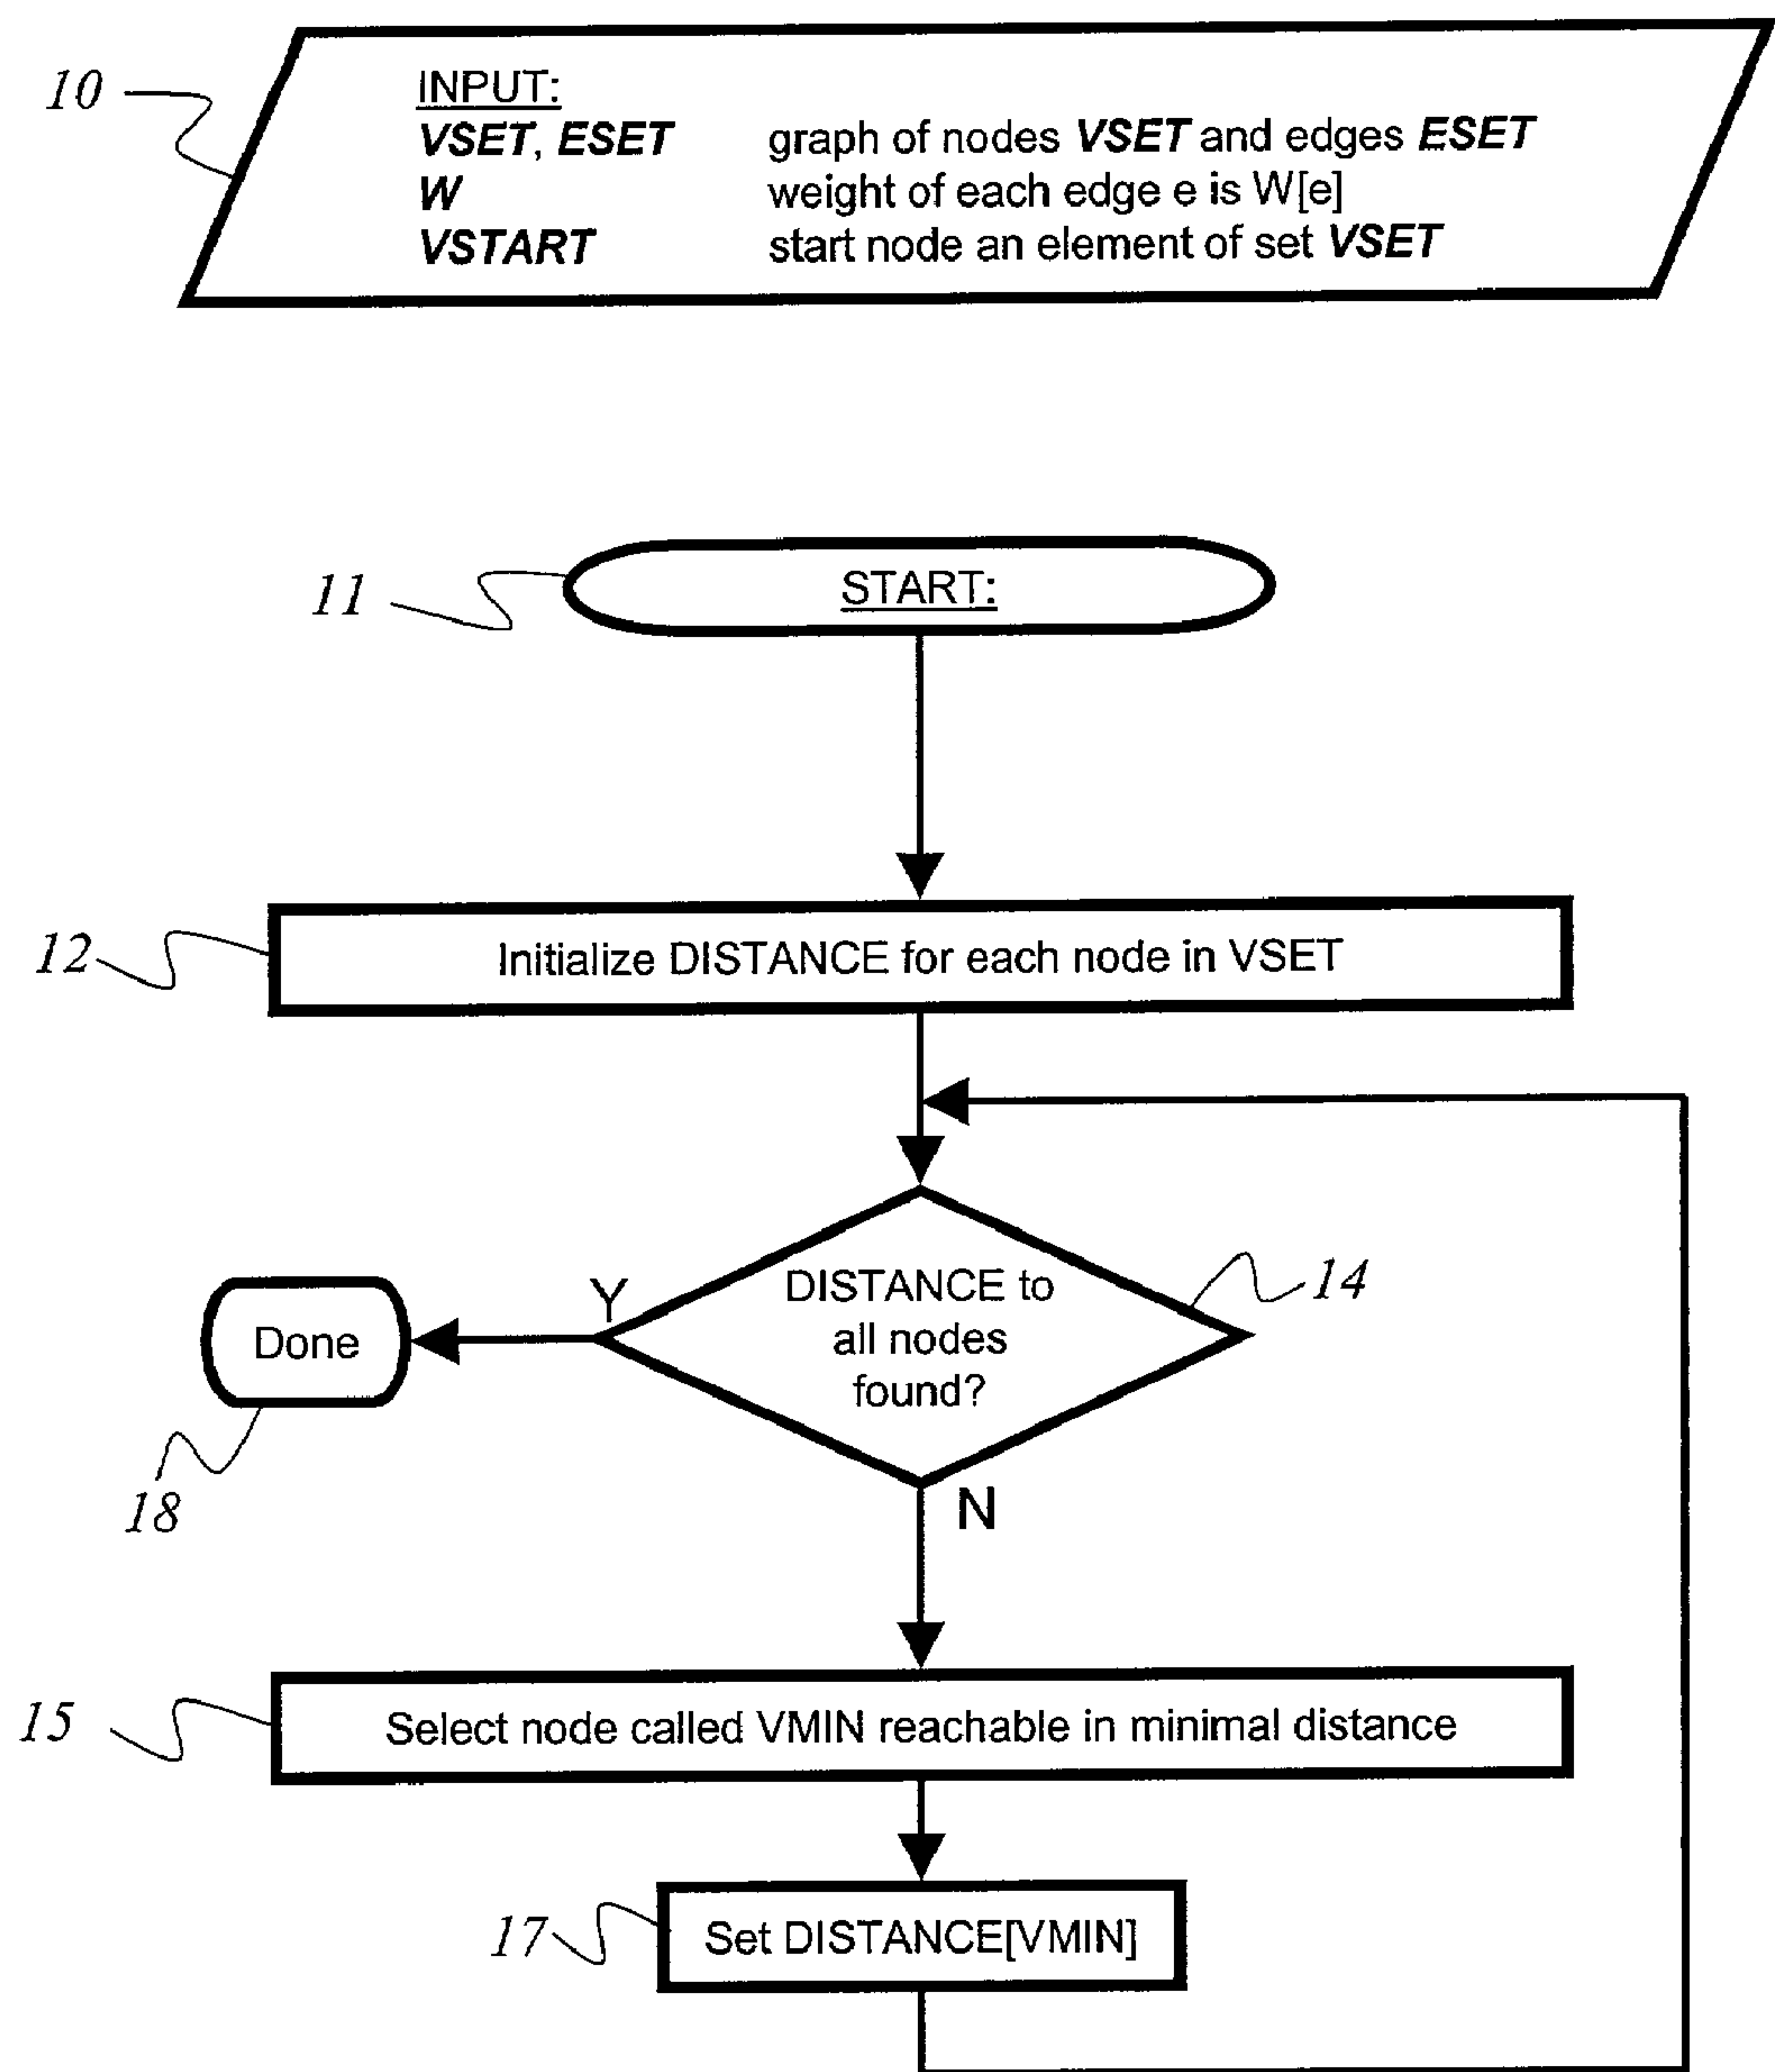 10
INPUT:
VSET, ESET graph of nodes VSET and edges ESET
W weight of each edge e is W[e]
VSTART start node an element of set VSET
11
START:
12
Initialize DISTANCE for each node in VSET
14
DISTANCE to
all nodes
found?
Y
Done
18
N
15
Select node called VMIN reachable in minimal distance
17
Set DISTANCE[VMIN]